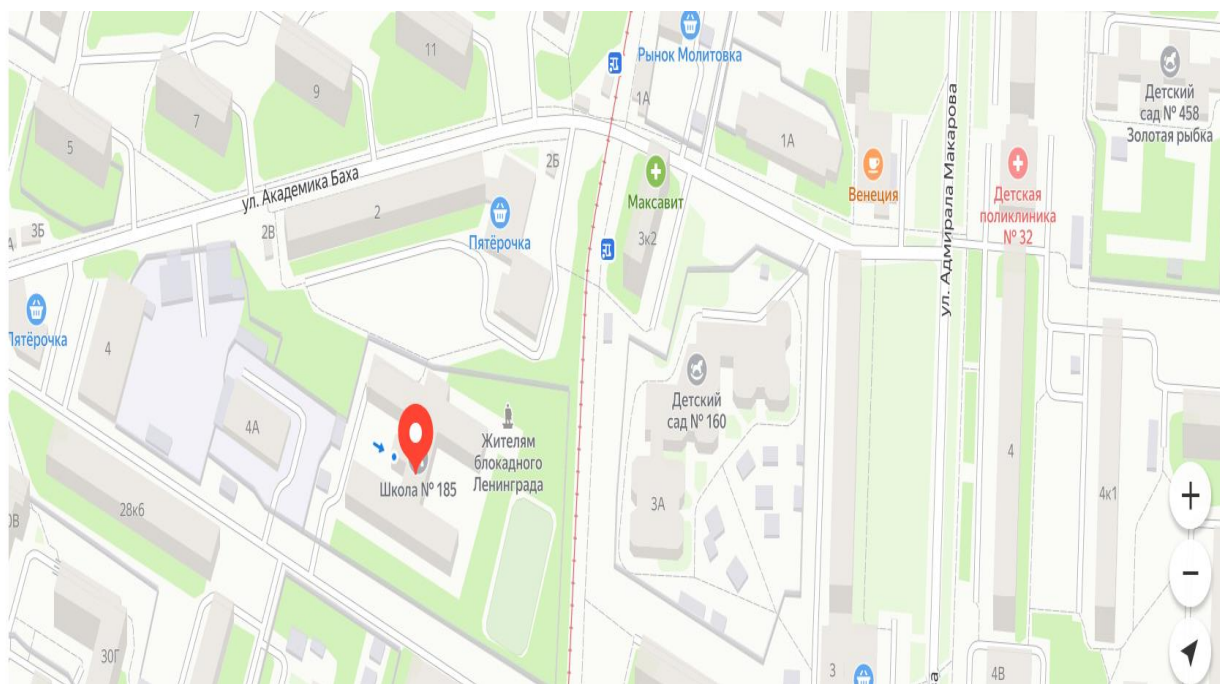 11
Рынок Молитовка
9
1А
Детский
сад № 458
Золотая рыбка
7
1А
5
ул. Академика Баха
2Б
Максавит
Венеция
Детская
поликлиника
№ 32
ул. Адмирала Макарова
2
3Б
2В
Пятёрочка
3к2
Пятёрочка
4
Детский
сад № 160
4А
Жителям
блокадного
Ленинграда
Школа № 185
4
3А
4к1
28к6
30Г
3
4В